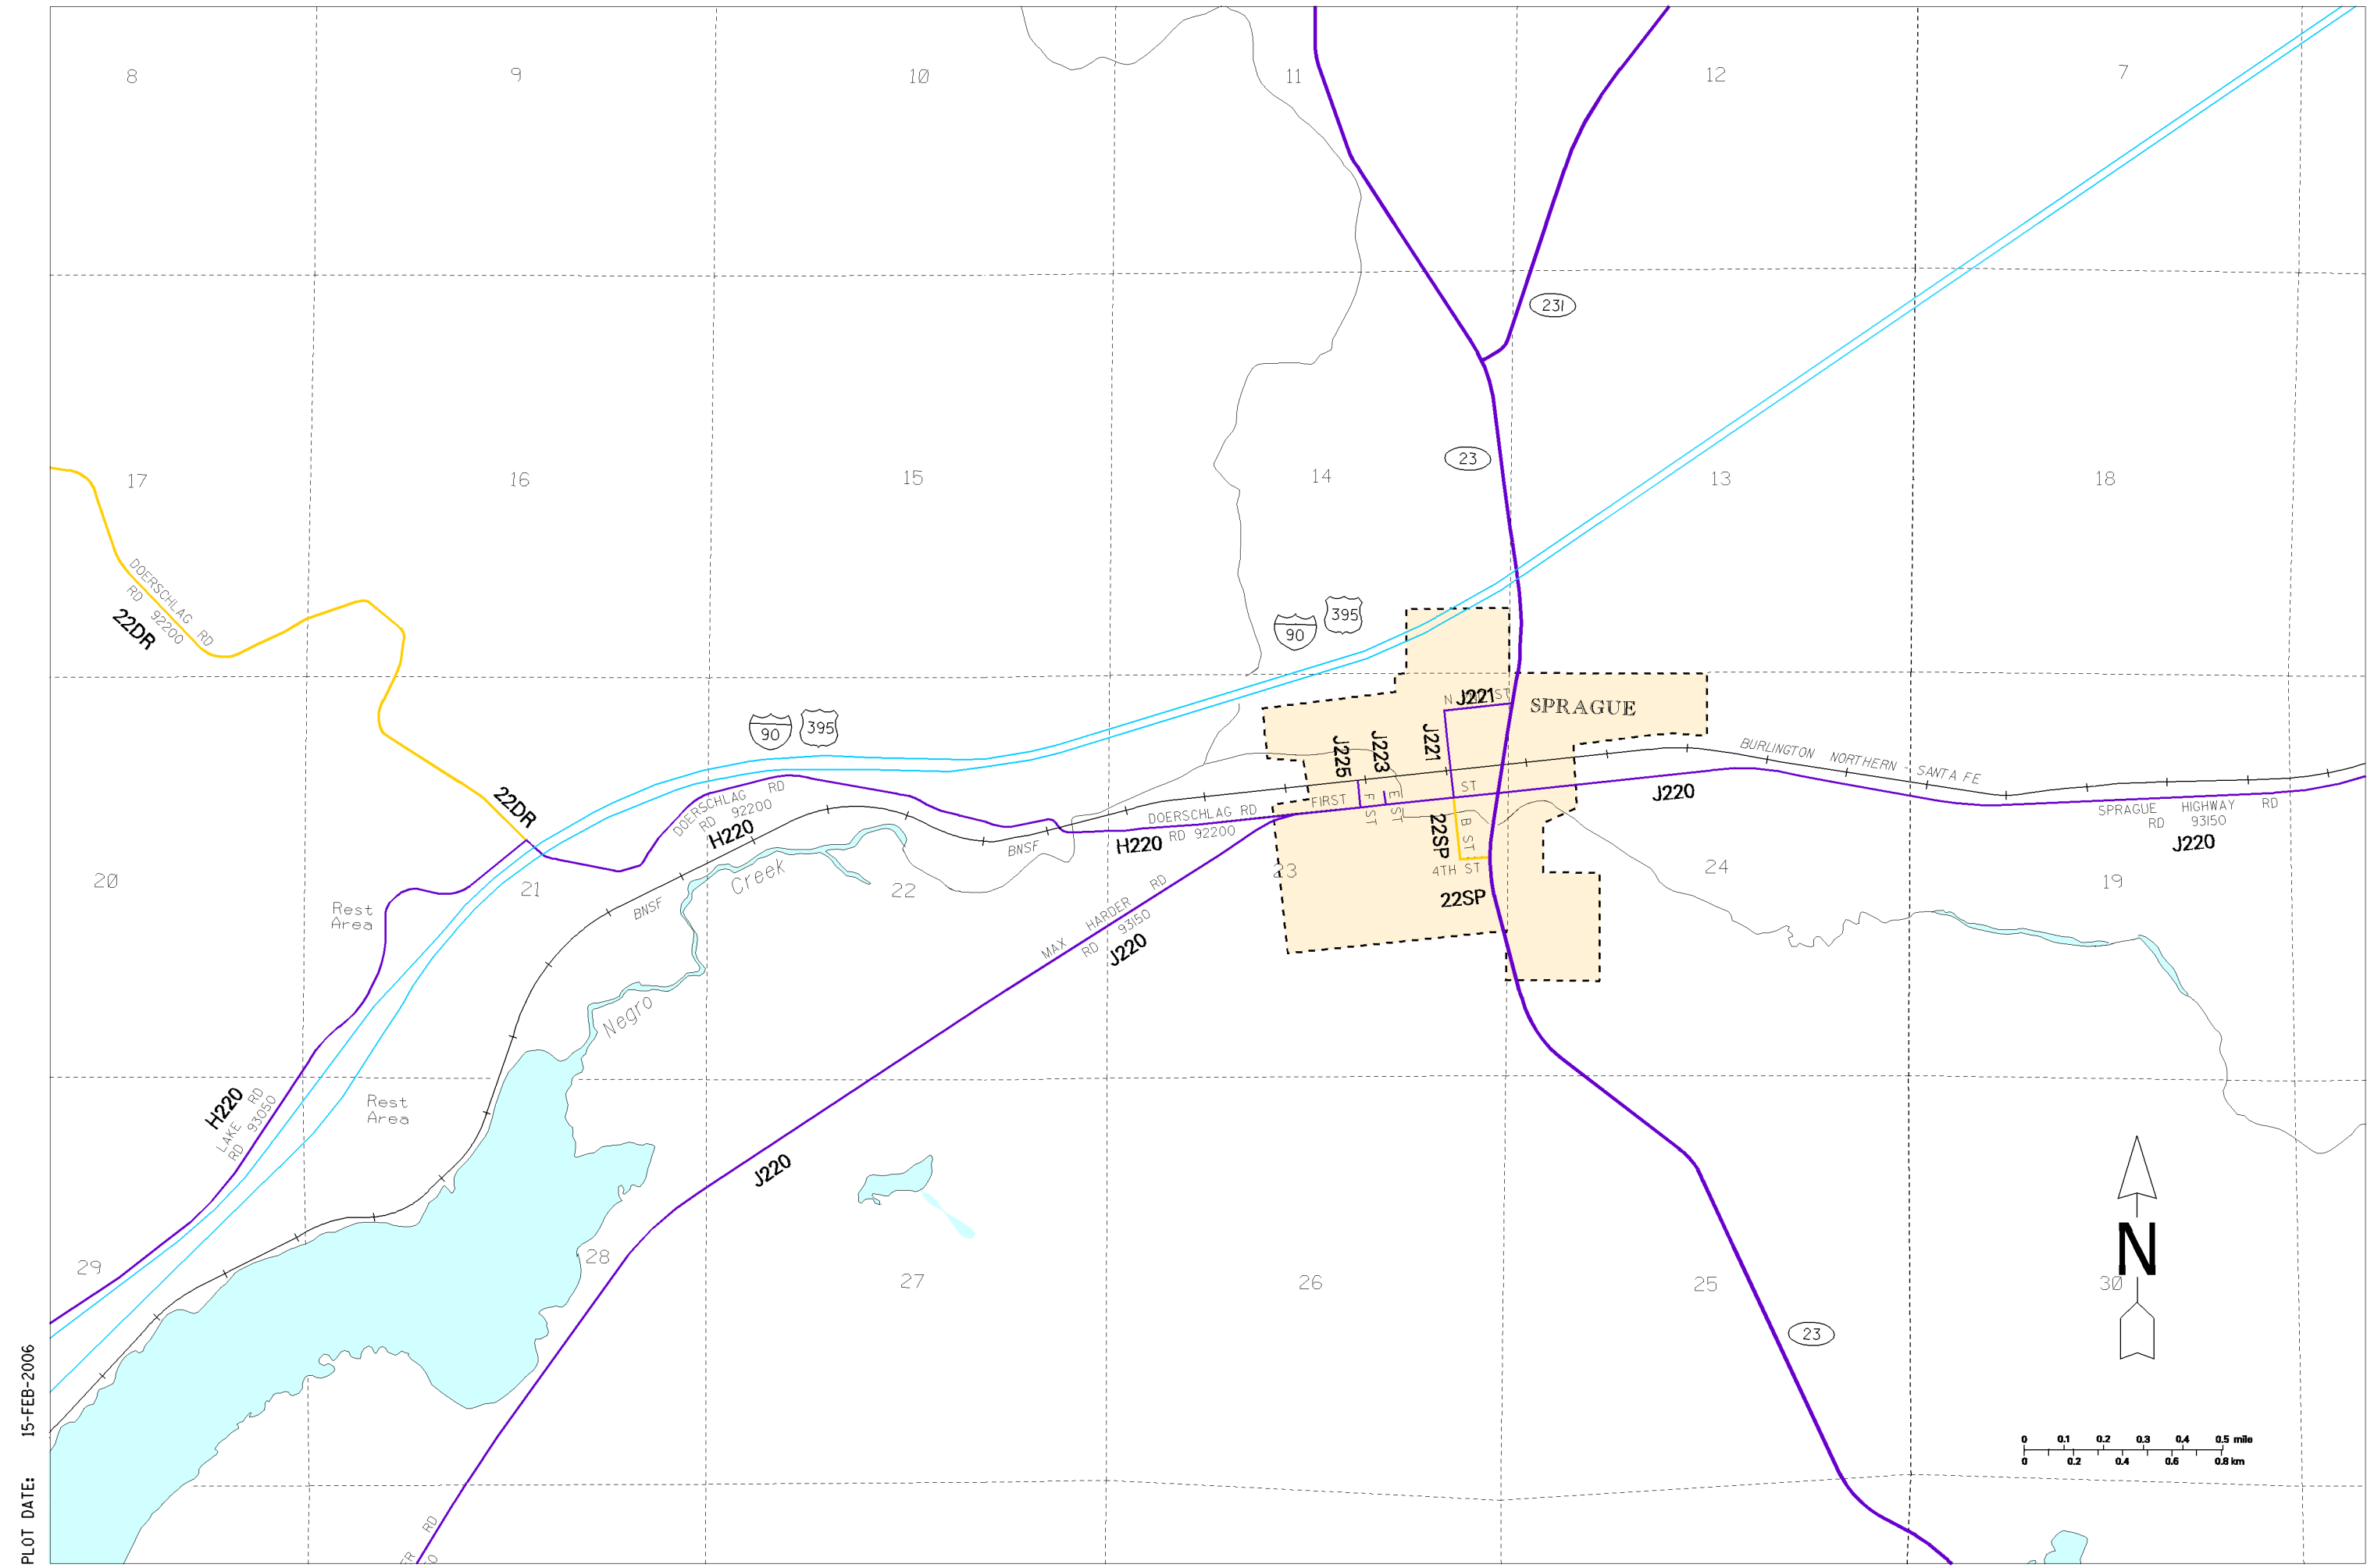 8
9
10
11
12
7
231
23
17
16
15
14
13
18
DOERSCHLAG RD
RD 92200
22DR
90
395
90
395
J221
N
ST
SPRAGUE
J221
J223
J225
BURLINGTON NORTHERN - SANTA FE
22DR
DOERSCHLAG RD
RD 92200
H220
FIRST ST
F ST
E ST
B ST
22SP
4TH ST
22SP
DOERSCHLAG RD
RD 92200
H220
BNSF
J220
SPRAGUE HIGHWAY RD
RD 93150
J220
20
21
22
23
24
19
Rest
Area
BNSF
Negro Creek
MAX HARDER RD
RD 93150
J220
H220
LAKE RD
RD 93050
Rest
Area
J220
29
28
27
26
25
30
N
23
0 0.1 0.2 0.3 0.4 0.5 mile
0 0.2 0.4 0.6 0.8 km
ER RD
PLOT DATE: 15-FEB-2006